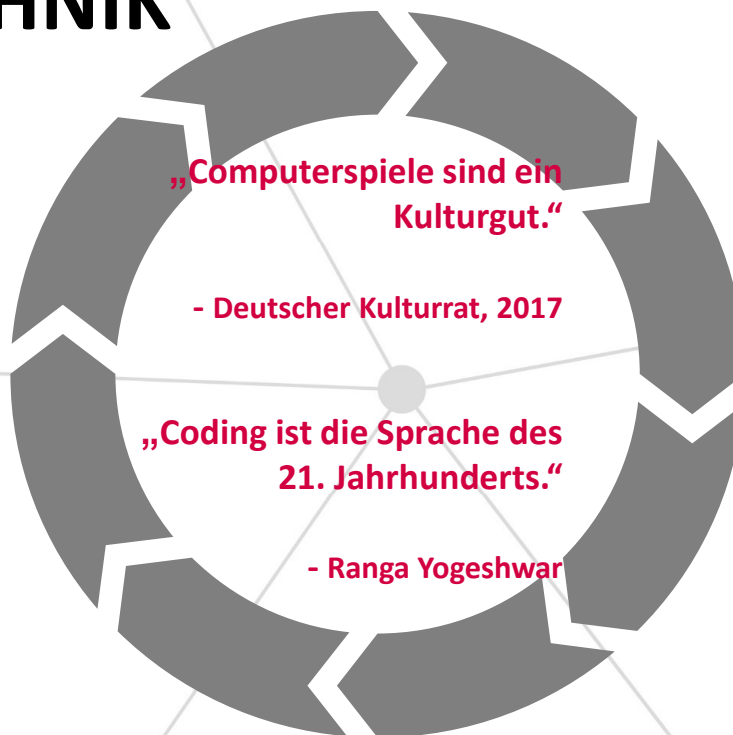 HNIK
„Computerspiele sind ein
Kulturgut.“
- Deutscher Kulturrat, 2017
„Coding ist die Sprache des
21. Jahrhunderts.“
- Ranga Yogeshwar